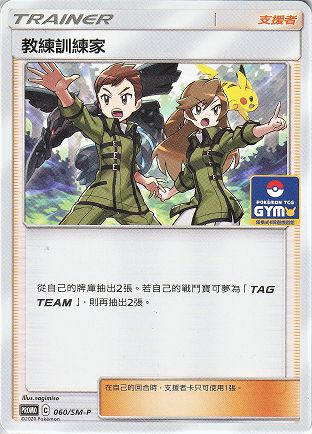 TRAINER
支援者
教練訓練家
POKÉMON TCG
GYM
從自己的牌庫抽出2張。若自己的戰鬥寶可夢為「TAG
TEAM」,則再抽出2張。
Illus.nagimiso
在自己的回合時,支援者卡只可使用1張。
PROMO C 060/SM-P
©2020 Pokémon